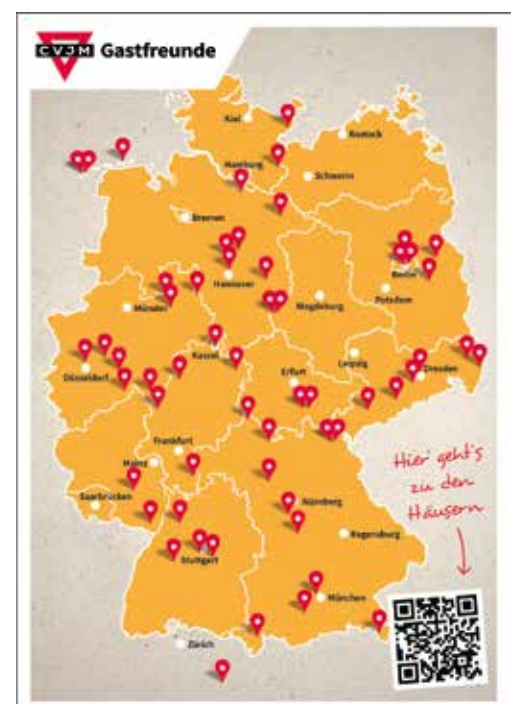 CVJM Gastfreunde
Kiel
Rostock
Hamburg
Schwerin
Bremen
Berlin
Hannover
Potsdam
Münster
Magdeburg
Kassel
Leipzig
Düsseldorf
Erfurt
Dresden
Frankfurt
Mainz
Hier geht's
zu den
Häusern
Saarbrücken
Nürnberg
Regensburg
Stuttgart
München
Zürich